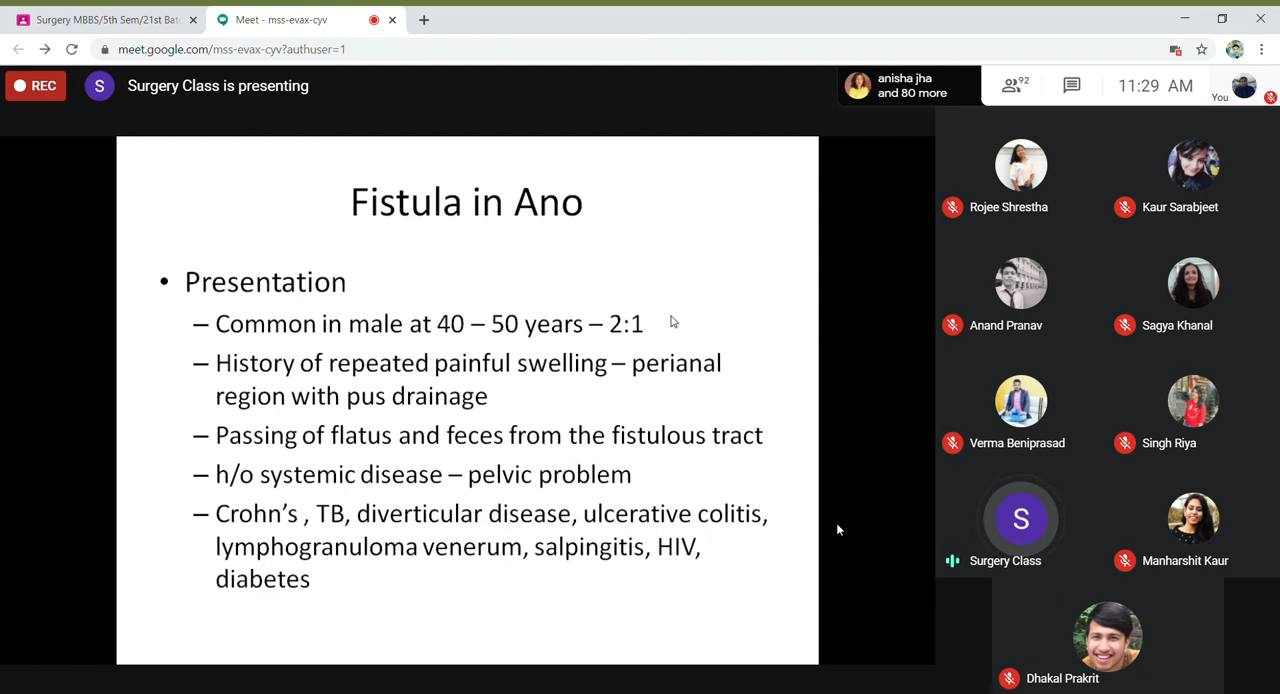 Surgery MBBS/5th Sem/21st Batc
Meet - mss-evax-cyv
meet.google.com/mss-evax-cyv?authuser=1
REC
S
Surgery Class is presenting
anisha jha
and 80 more
92
11:29 AM
You
Fistula in Ano
• Presentation
– Common in male at 40 – 50 years – 2:1
– History of repeated painful swelling – perianal
region with pus drainage
– Passing of flatus and feces from the fistulous tract
– h/o systemic disease – pelvic problem
– Crohn's , TB, diverticular disease, ulcerative colitis,
lymphogranuloma venerum, salpingitis, HIV,
diabetes
Rojee Shrestha
Kaur Sarabjeet
Anand Pranav
Sagya Khanal
Verma Beniprasad
Singh Riya
S
Surgery Class
Manharshit Kaur
Dhakal Prakrit